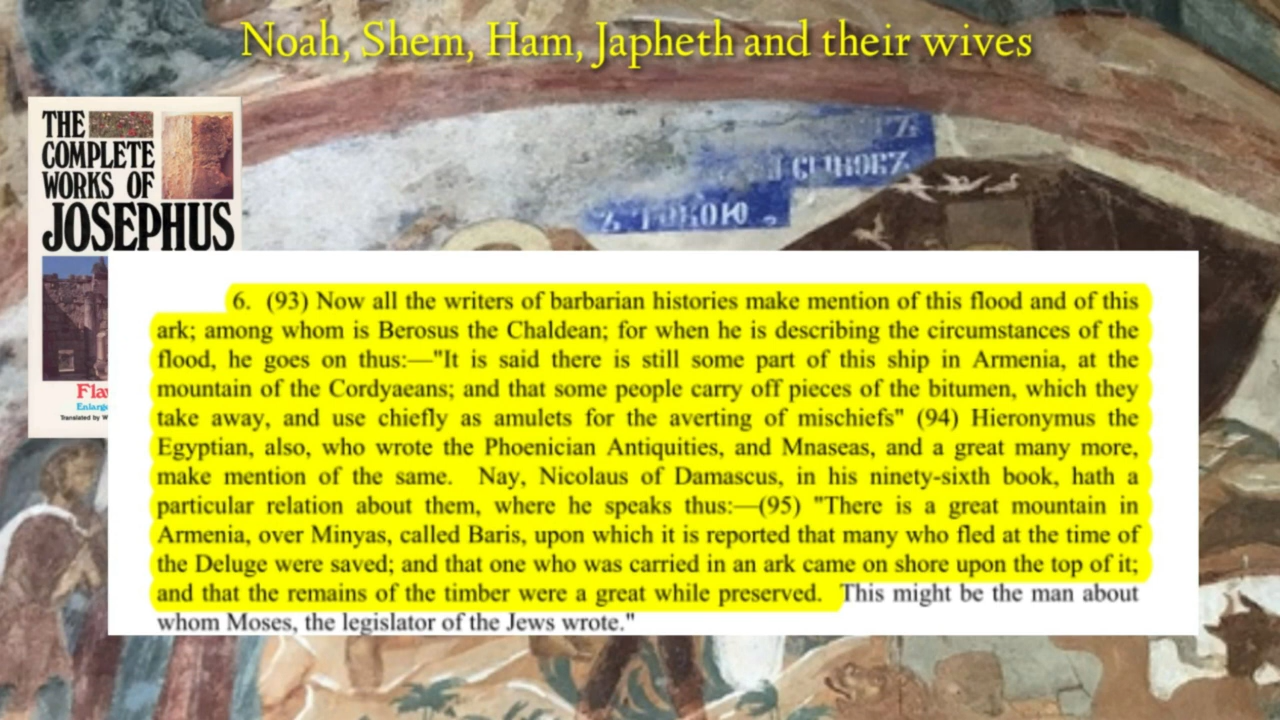 Noah, Shem, Ham, Japheth and their wives
THE
COMPLETE
WORKS OF
JOSEPHUS
Enlarge
Translated by W
6. (93) Now all the writers of barbarian histories make mention of this flood and of this
ark; among whom is Berosus the Chaldean; for when he is describing the circumstances of the
flood, he goes on thus:—"It is said there is still some part of this ship in Armenia, at the
mountain of the Cordyaeans; and that some people carry off pieces of the bitumen, which they
take away, and use chiefly as amulets for the averting of mischiefs" (94) Hieronymus the
Egyptian, also, who wrote the Phoenician Antiquities, and Mnaseas, and a great many more,
make mention of the same. Nay, Nicolaus of Damascus, in his ninety-sixth book, hath a
particular relation about them, where he speaks thus:—(95) "There is a great mountain in
Armenia, over Minyas, called Baris, upon which it is reported that many who fled at the time of
the Deluge were saved; and that one who was carried in an ark came on shore upon the top of it;
and that the remains of the timber were a great while preserved. This might be the man about
whom Moses, the legislator of the Jews wrote."